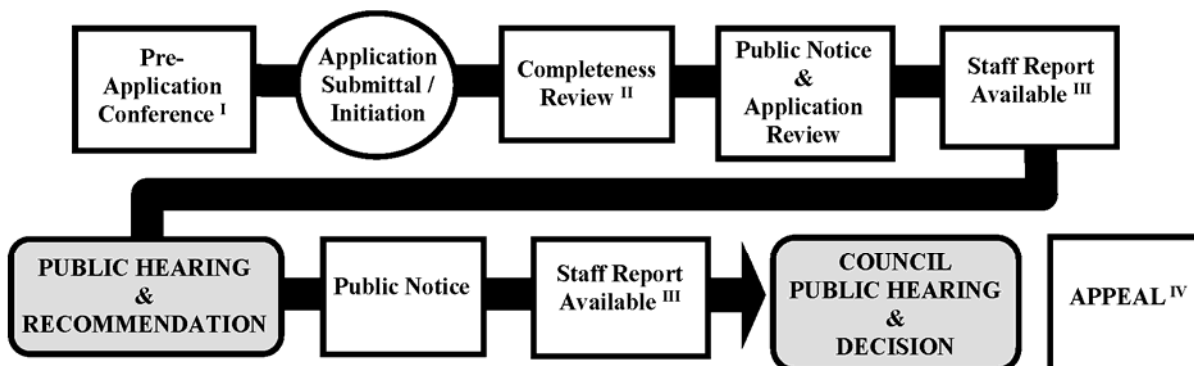 Pre-
Application
Conference I
Application
Submittal /
Initiation
Completeness
Review II
Public Notice
&
Application
Review
Staff Report
Available III
PUBLIC HEARING
&
RECOMMENDATION
Public Notice
Staff Report
Available III
COUNCIL
PUBLIC HEARING
&
DECISION
APPEAL IV